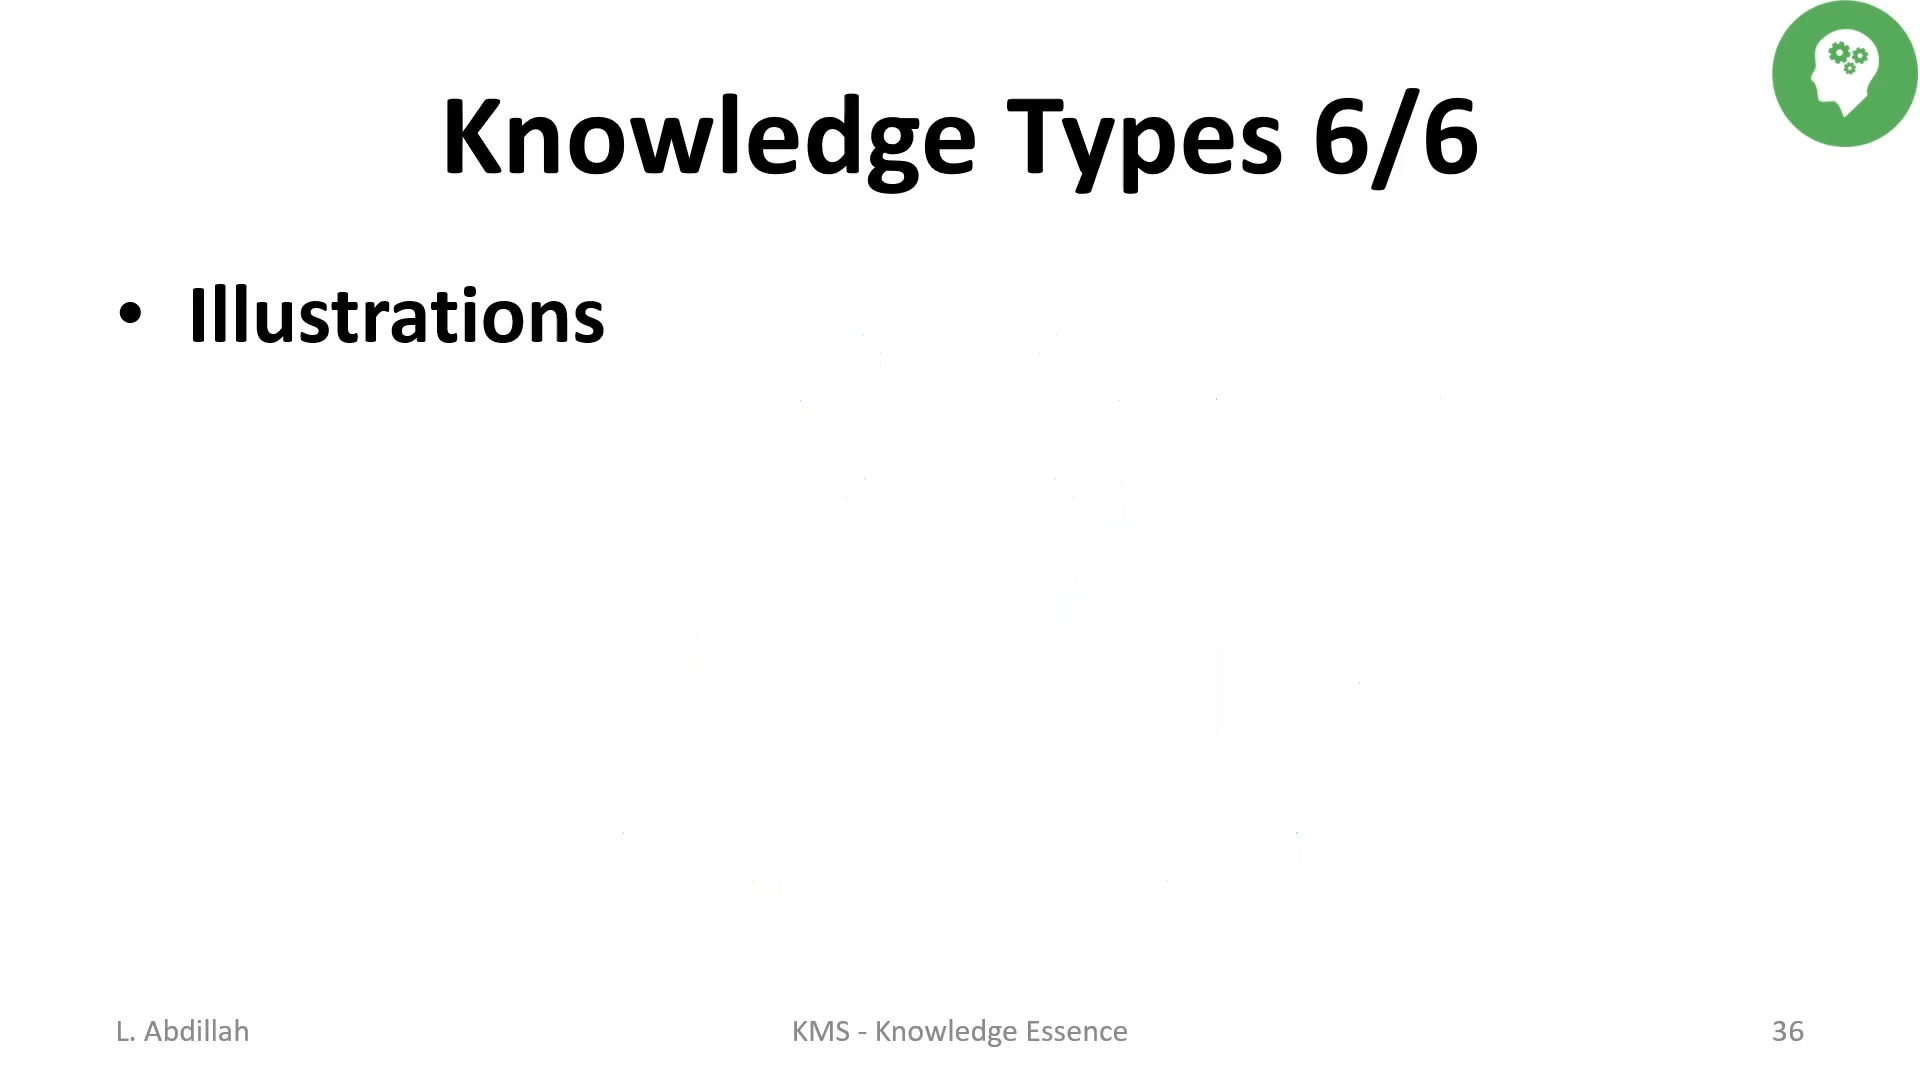 Knowledge Types 6/6
• Illustrations
L. Abdillah
KMS - Knowledge Essence
36